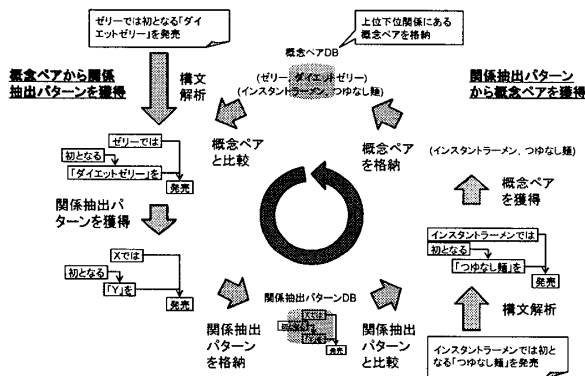 ゼリーでは初となる「ダイ
エットゼリー」を発売
上位下位関係にある
概念ペアを格納
概念ペアDB
(ゼリー、ダイエットゼリー)
(インスタントラーメン、つゆなし麺)
概念ペアから関係
抽出パターンを獲得
構文
解析
関係抽出パターン
から概念ペアを獲得
概念ペア
と比較
概念ペア
を格納
(インスタントラーメン、つゆなし麺)
ゼリーでは
初となる
「ダイエットゼリー」を
発売
概念ペア
を獲得
関係抽出パ
ターンを獲得
インスタントラーメンでは
初となる
「つゆなし麺」を
発売
Xでは
初となる
「Y」を
発売
関係抽出パターンDB
Xでは
初となる
「Y」を
発売
構文解析
関係抽出
パターン
を格納
関係抽出
パターン
と比較
インスタントラーメンでは初と
なる「つゆなし麺」を発売